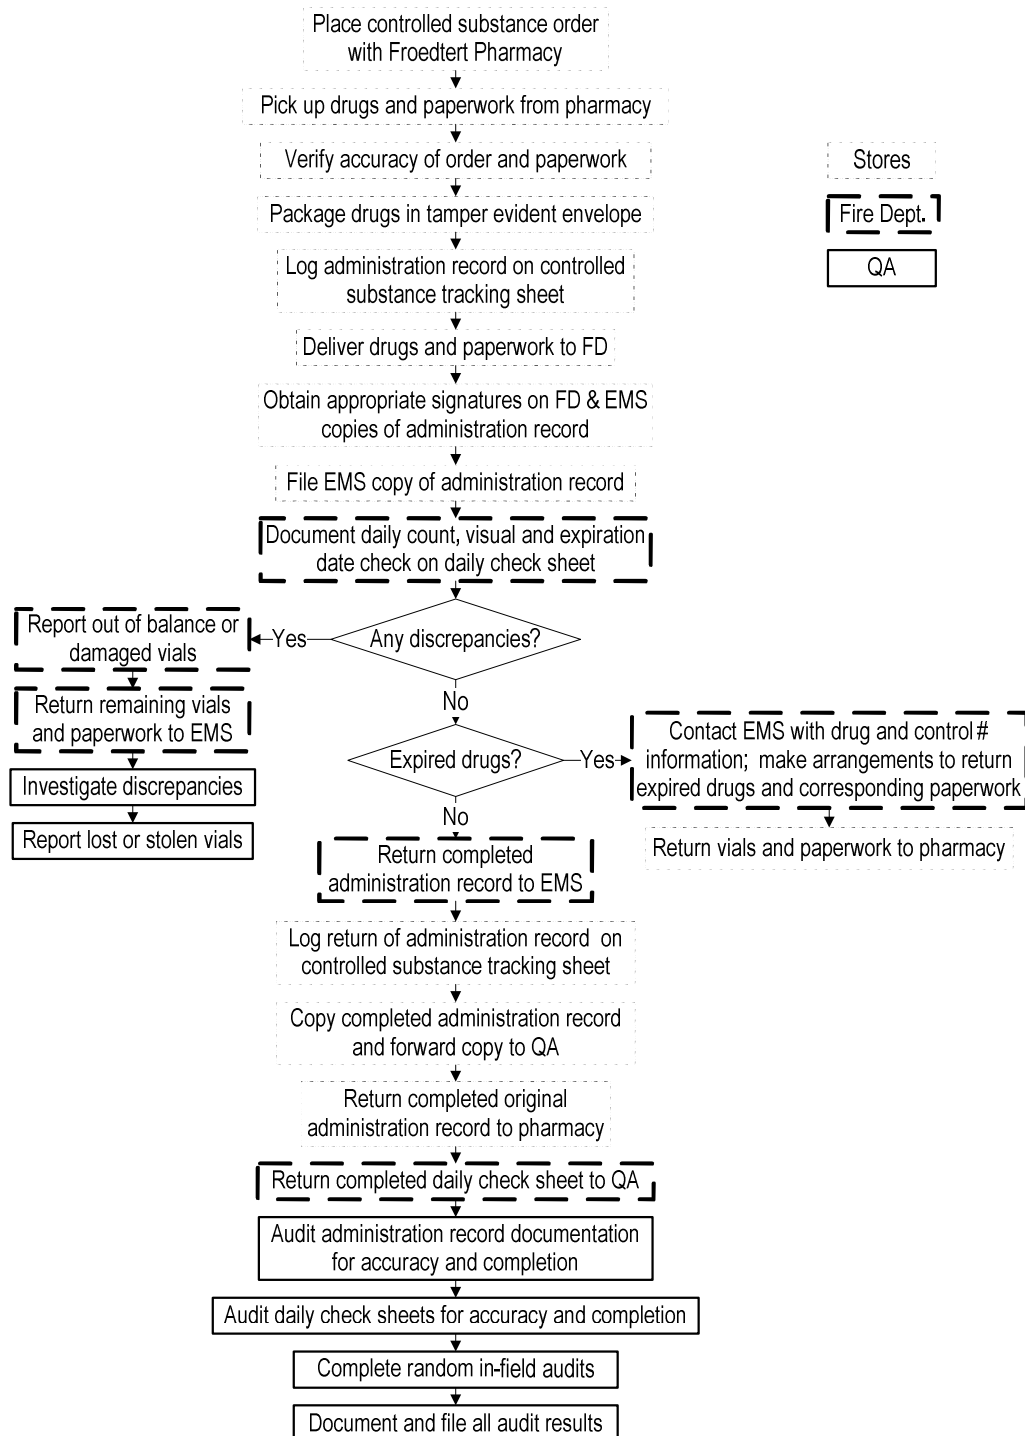 Place controlled substance order
with Froedtert Pharmacy
Pick up drugs and paperwork from pharmacy
Verify accuracy of order and paperwork
Package drugs in tamper evident envelope
Log administration record on controlled
substance tracking sheet
Deliver drugs and paperwork to FD
Obtain appropriate signatures on FD & EMS
copies of administration record
File EMS copy of administration record
Document daily count, visual and expiration
date check on daily check sheet
Any discrepancies?
Yes
Report out of balance or
damaged vials
Return remaining vials
and paperwork to EMS
Investigate discrepancies
Report lost or stolen vials
No
Expired drugs?
Yes
Contact EMS with drug and control #
information; make arrangements to return
expired drugs and corresponding paperwork
Return vials and paperwork to pharmacy
No
Return completed
administration record to EMS
Log return of administration record on
controlled substance tracking sheet
Copy completed administration record
and forward copy to QA
Return completed original
administration record to pharmacy
Return completed daily check sheet to QA
Audit administration record documentation
for accuracy and completion
Audit daily check sheets for accuracy and completion
Complete random in-field audits
Document and file all audit results
Stores
Fire Dept.
QA